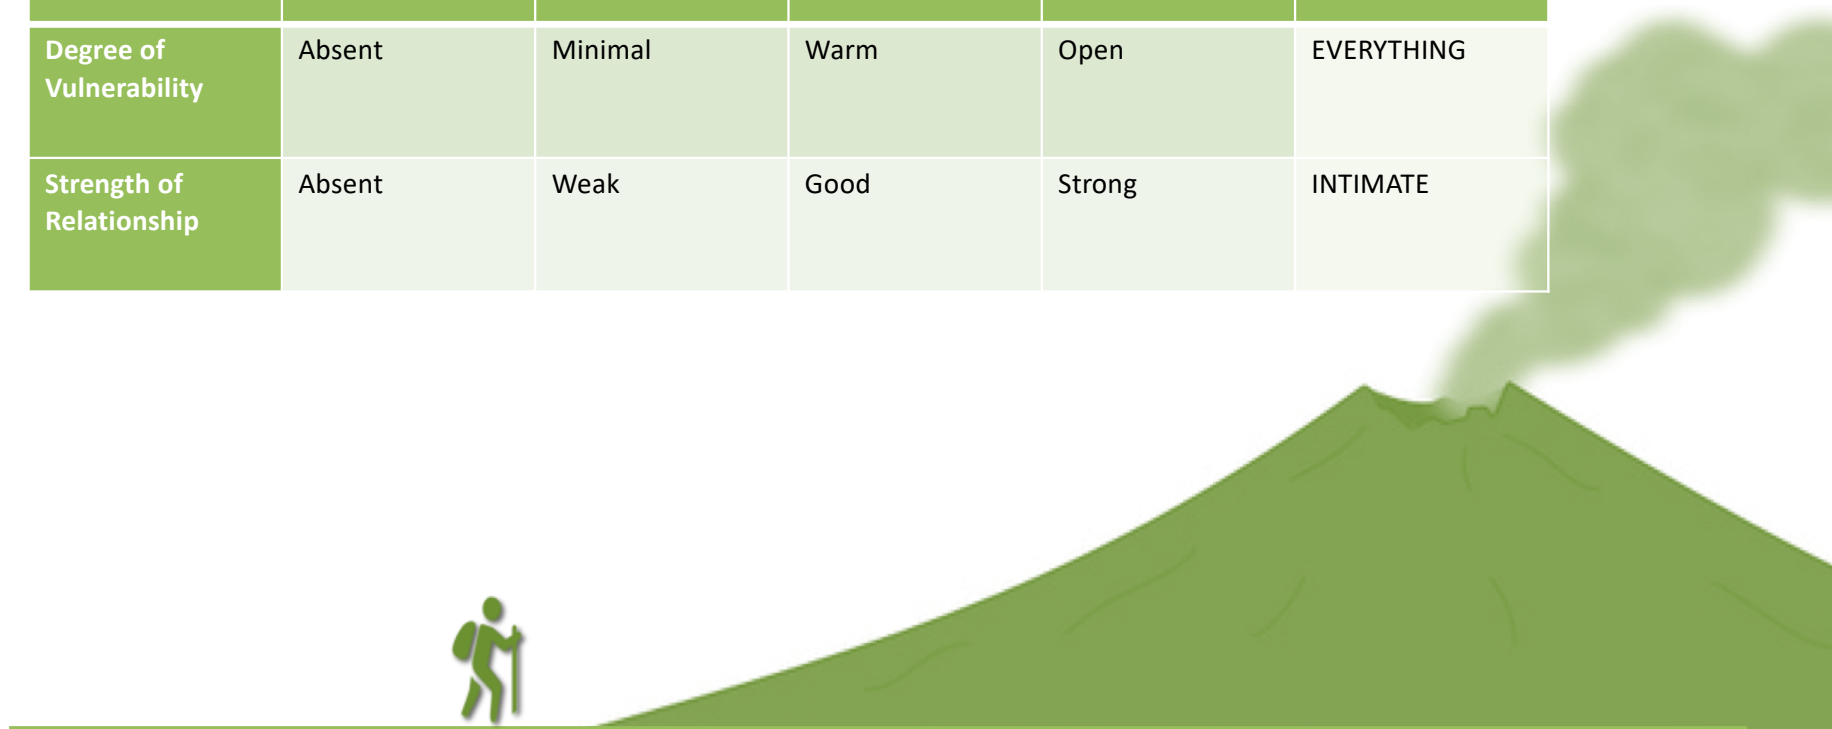 Degree of Vulnerability Absent Minimal Warm Open EVERYTHING
Strength of Relationship Absent Weak Good Strong INTIMATE